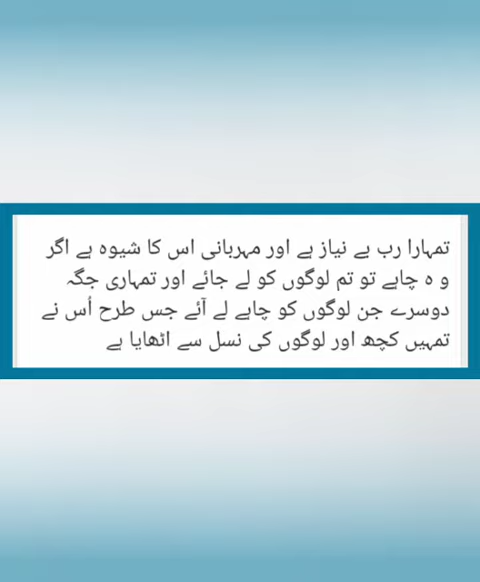 تمہارا رب بے نیاز ہے اور مہربانی اس کا شیوہ ہے اگر
و ہ چاہے تو تم لوگوں کو لے جائے اور تمہاری جگہ
دوسرے جن لوگوں کو چاہے لے آئے جس طرح اُس نے
تمہیں کچھ اور لوگوں کی نسل سے اٹھایا ہے